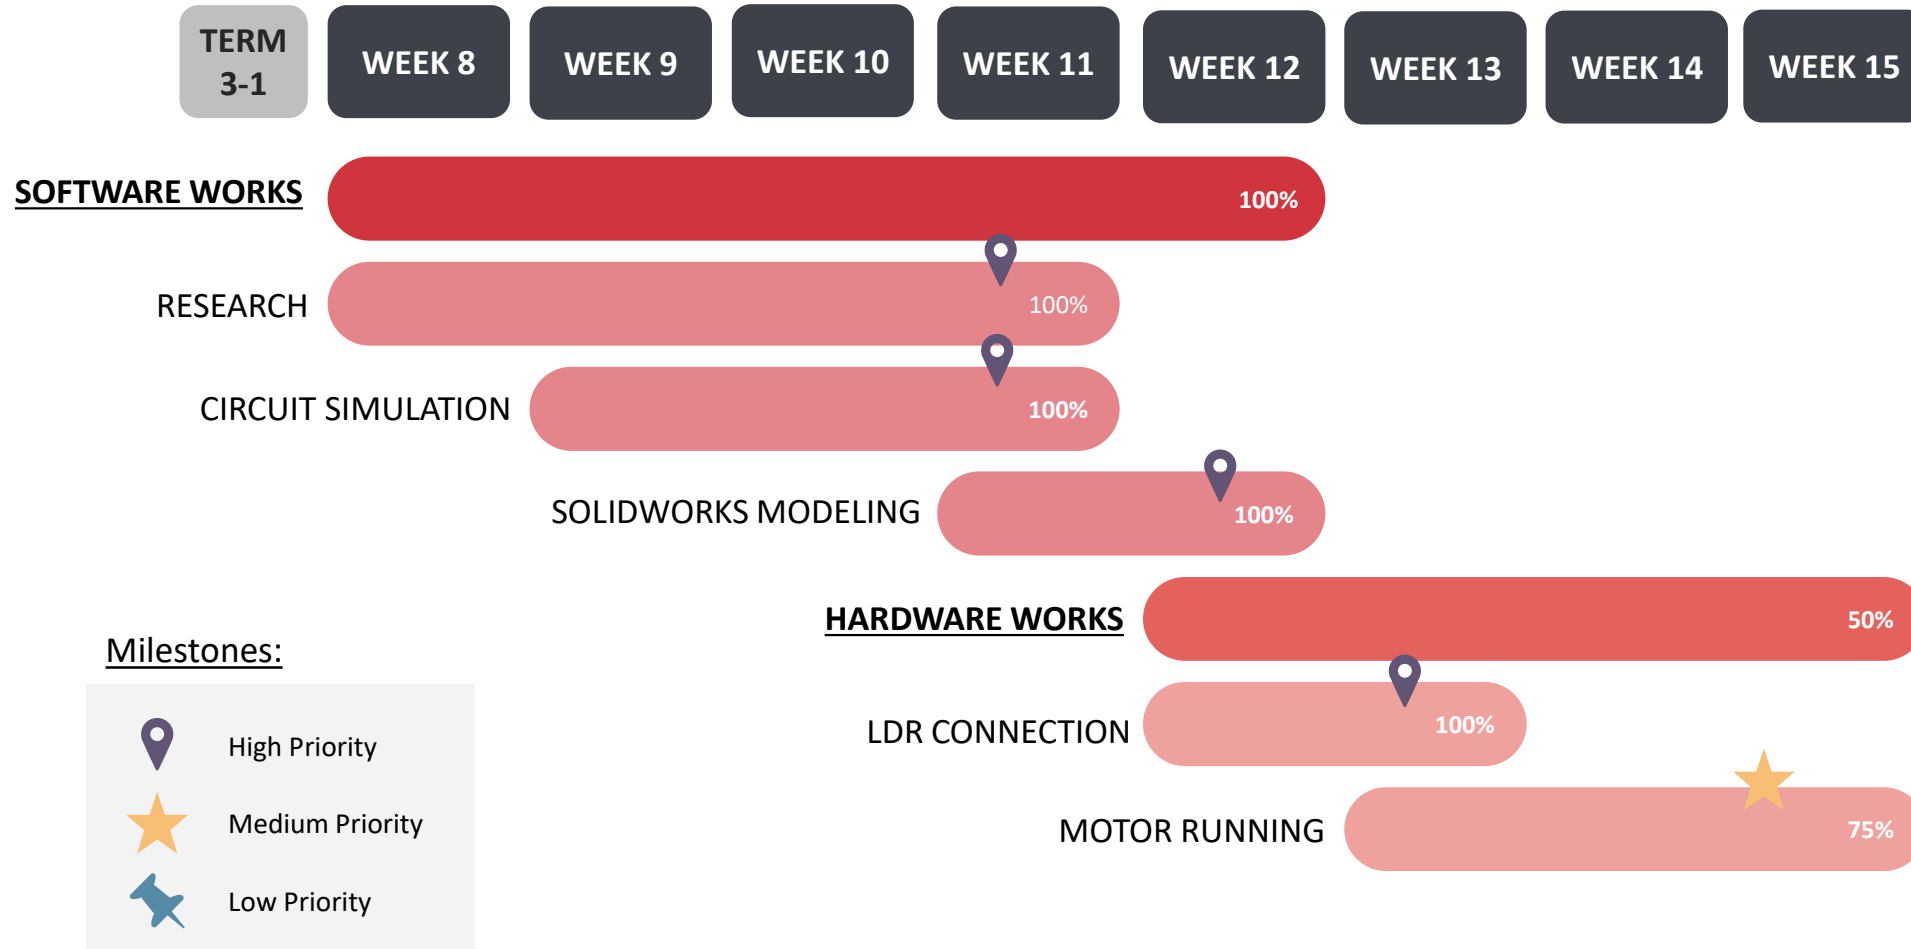 TERM
3-1
WEEK 8
WEEK 9
WEEK 10
WEEK 11
WEEK 12
WEEK 13
WEEK 14
WEEK 15
SOFTWARE WORKS
100%
RESEARCH
100%
CIRCUIT SIMULATION
100%
SOLIDWORKS MODELING
100%
HARDWARE WORKS
50%
LDR CONNECTION
100%
MOTOR RUNNING
75%
Milestones:
High Priority
Medium Priority
Low Priority